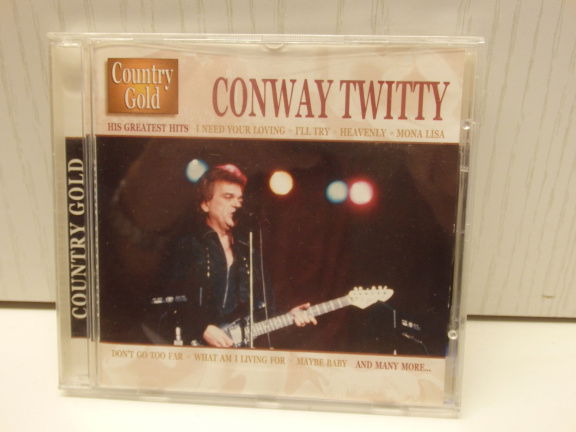 Country
Gold
CONWAY TWITTY
HIS GREATEST HITS I NEED YOUR LOVING - I'LL TRY - HEAVENLY - MONA LISA
COUNTRY GOLD
DON'T GO TOO FAR - WHAT AM I LIVING FOR - MAYBE BABY AND MANY MORE...